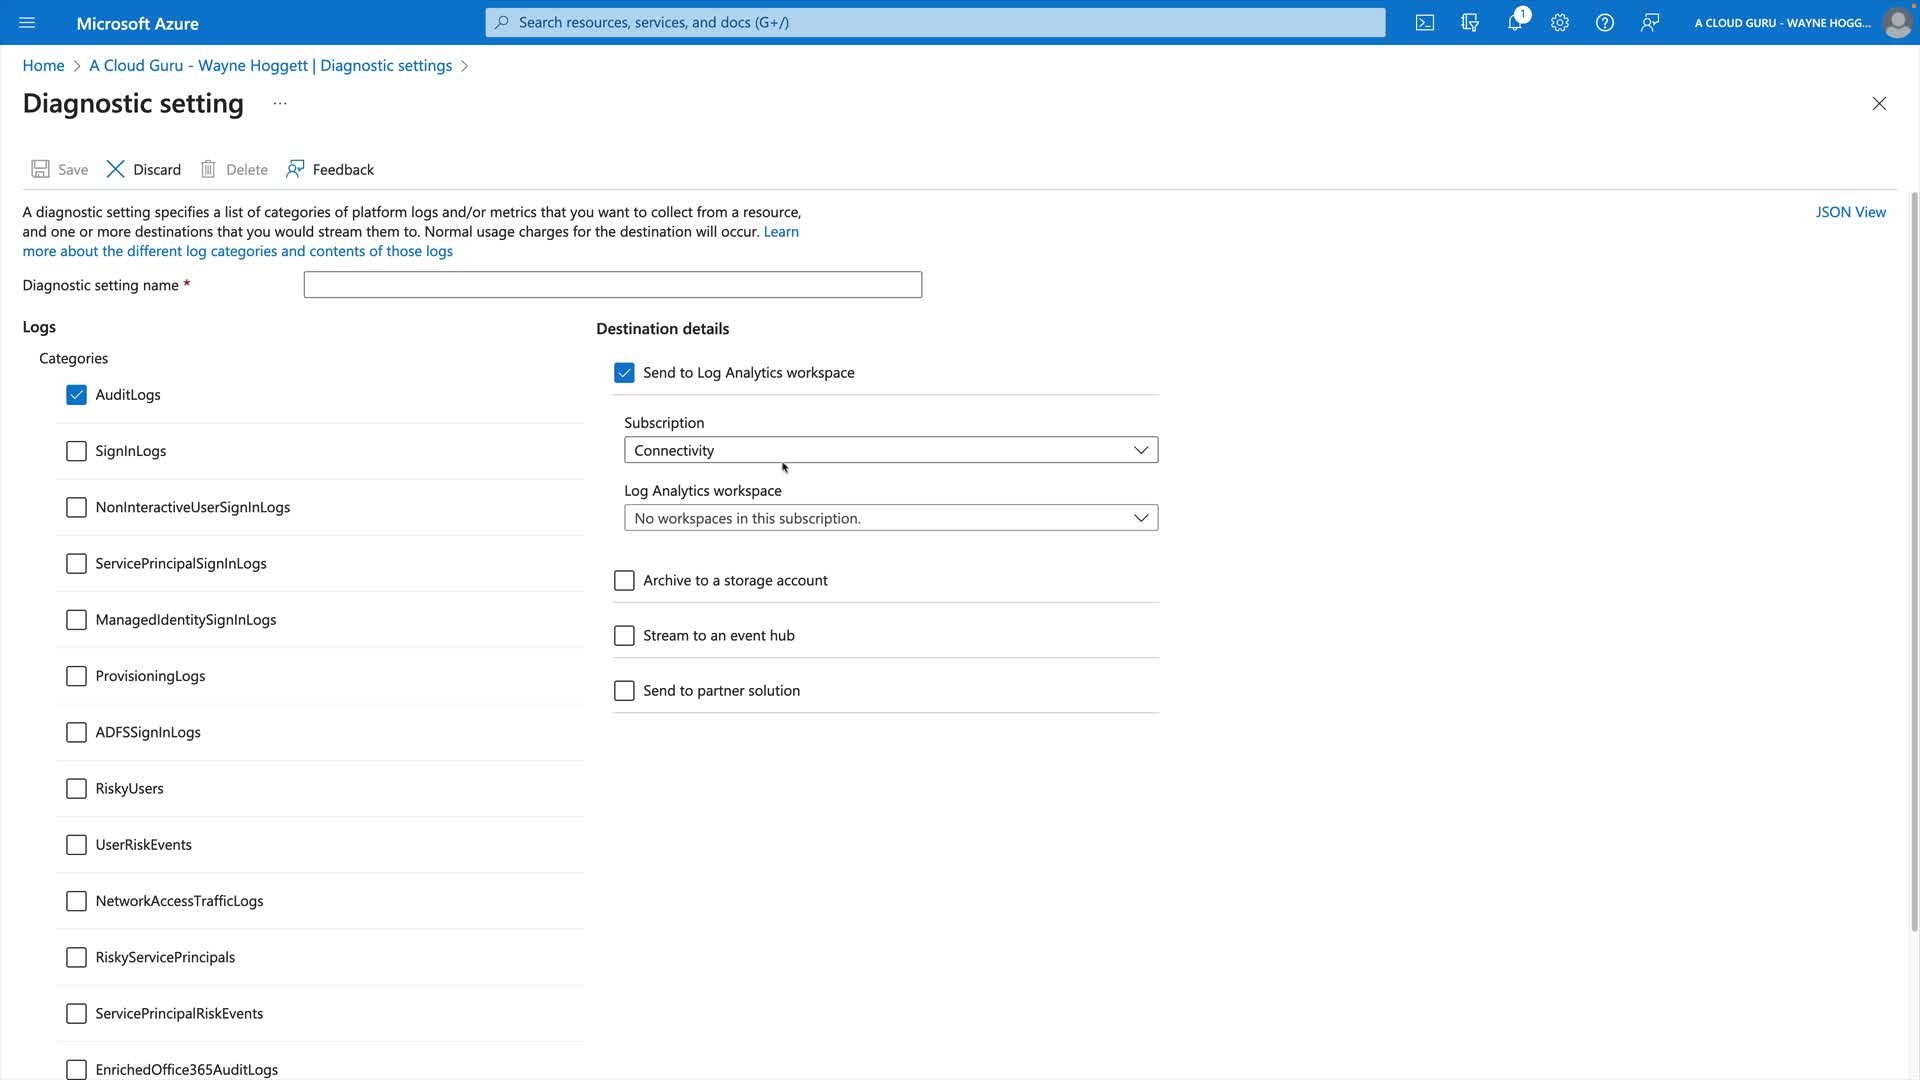 Microsoft Azure
Search resources, services, and docs (G+/)
1
A CLOUD GURU - WAYNE HOGG...
Home > A Cloud Guru - Wayne Hoggett | Diagnostic settings >
Diagnostic setting ...
Save Discard Delete Feedback
A diagnostic setting specifies a list of categories of platform logs and/or metrics that you want to collect from a resource,
and one or more destinations that you would stream them to. Normal usage charges for the destination will occur. Learn
more about the different log categories and contents of those logs
JSON View
Diagnostic setting name *
Logs
Categories
AuditLogs
SignInLogs
NonInteractiveUserSignInLogs
ServicePrincipalSignInLogs
ManagedIdentitySignInLogs
ProvisioningLogs
ADFSSignInLogs
RiskyUsers
UserRiskEvents
NetworkAccessTrafficLogs
RiskyServicePrincipals
ServicePrincipalRiskEvents
EnrichedOffice365AuditLogs
Destination details
Send to Log Analytics workspace
Subscription
Connectivity
Log Analytics workspace
No workspaces in this subscription.
Archive to a storage account
Stream to an event hub
Send to partner solution